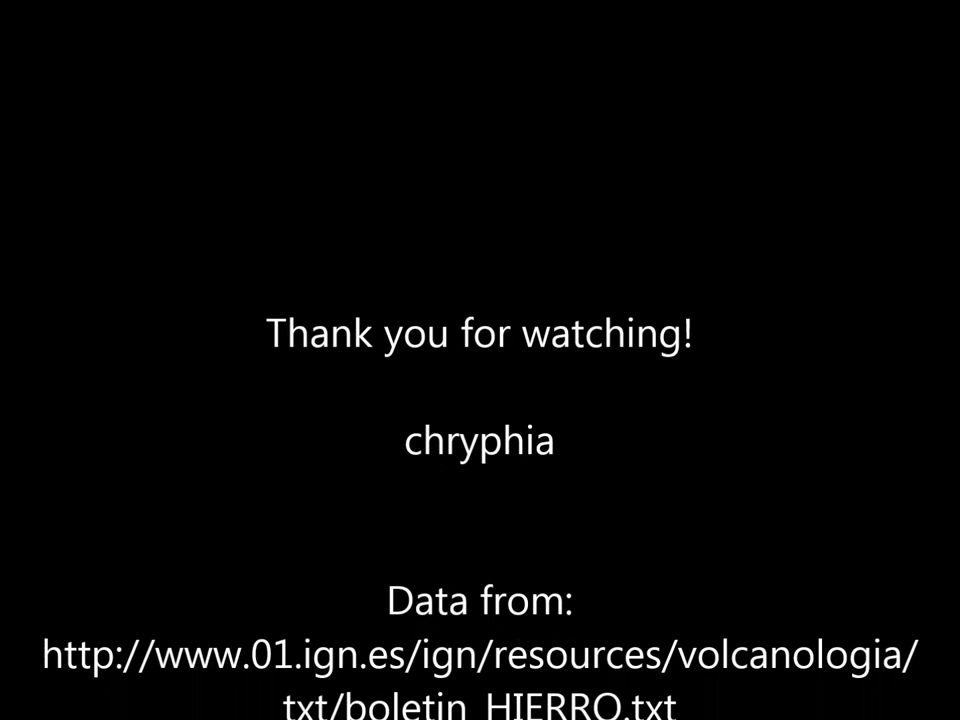 Thank you for watching!
chryphia
Data from:
http://www.01.ign.es/ign/resources/volcanologia/
txt/boletin_HIERRO.txt